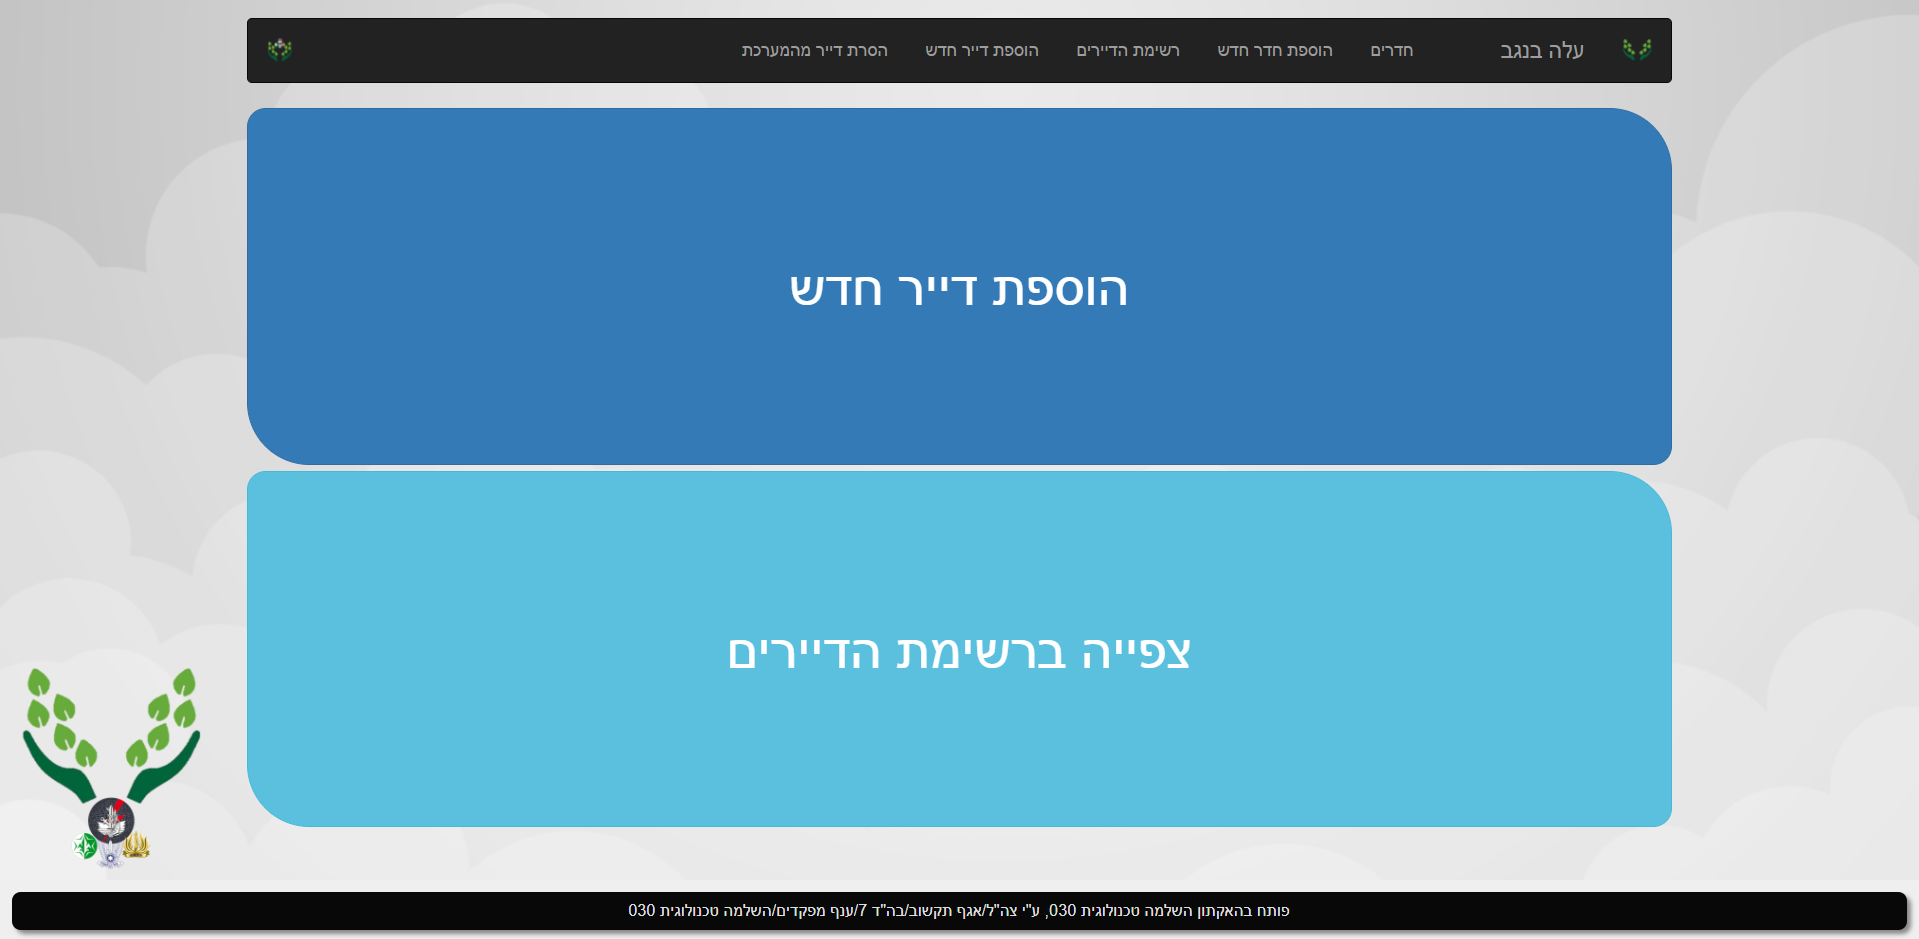 עלה בנגב
חדרים
הוספת חדר חדש
רשימת הדיירים
הוספת דייר חדש
הסרת דייר מהמערכת
הוספת דייר חדש
צפייה ברשימת הדיירים
פותח בהאקתון השלמה טכנולוגית 030, ע"י צה"ל/אגף תקשוב/בה"ד 7/ענף מפקדים/השלמה טכנולוגית 030